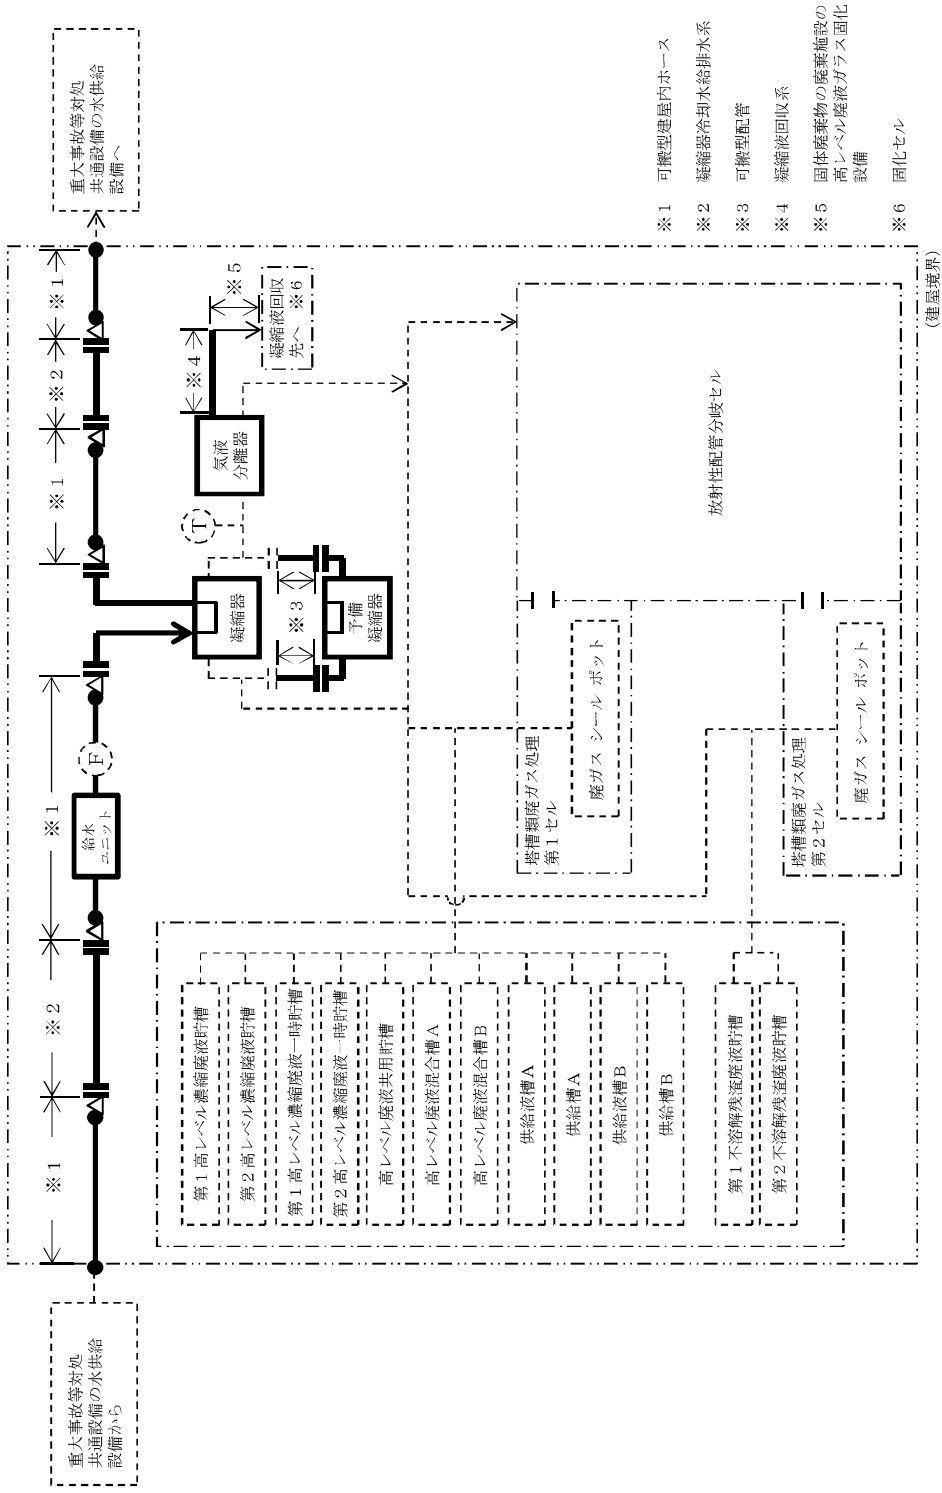 重大事故等対処
共通設備の水供給
設備から
※1
※2
※1
※1
※2
※1
給水
ユニット
F
重大事故等対処
共通設備の水供給
設備へ
凝縮器
予備
凝縮器
※3
T
気液
分離器
※4
※5
凝縮液回収
先へ ※6
第1高レベル濃縮廃液貯槽
第2高レベル濃縮廃液貯槽
第1高レベル濃縮廃液一時貯槽
第2高レベル濃縮廃液一時貯槽
高レベル廃液共用貯槽
高レベル廃液混合槽A
高レベル廃液混合槽B
供給液槽A
供給槽A
供給液槽B
供給槽B
第1不溶解残渣廃液貯槽
第2不溶解残渣廃液貯槽
塔槽類廃ガス処理
第1セル
廃ガス シール ポット
塔槽類廃ガス処理
第2セル
廃ガス シール ポット
放射性配管分岐セル
(建屋境界)
※1 可搬型建屋内ホース
※2 凝縮器冷却水給排水系
※3 可搬型配管
※4 凝縮液回収系
※5 固体廃棄物の廃棄施設の
高レベル廃液ガラス固化
設備
※6 固化セル